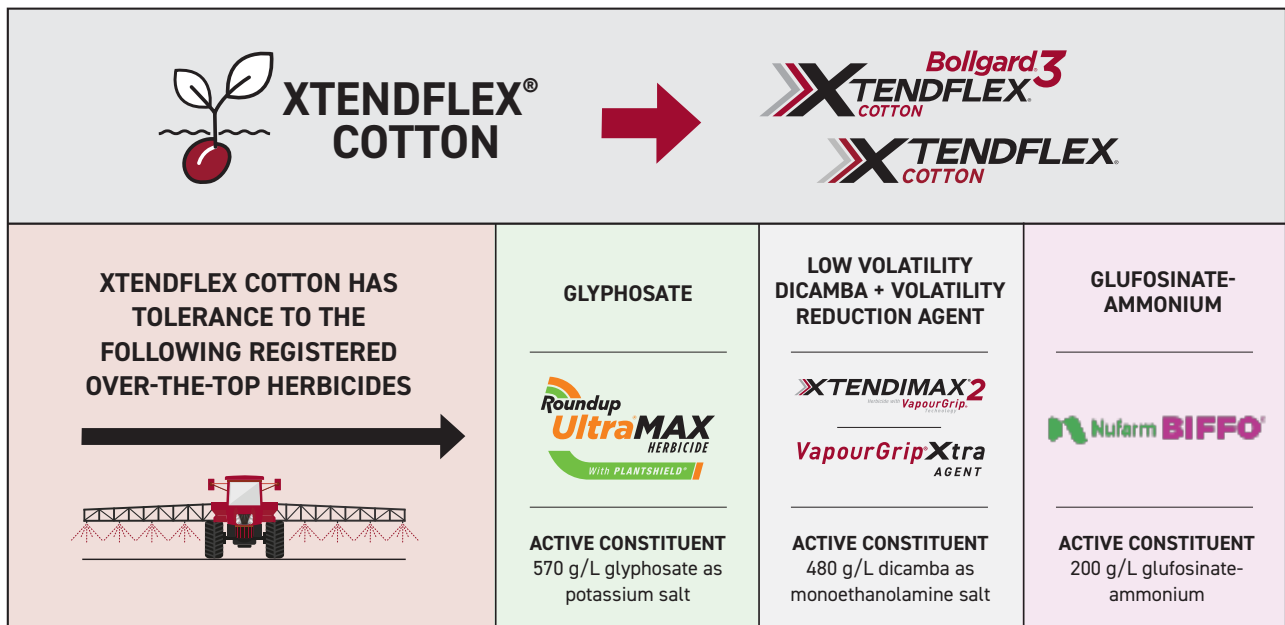 XTENDFLEX®
COTTON
Bollgard®3
XTENDFLEX®
COTTON
XTENDFLEX®
COTTON
XTENDFLEX COTTON HAS
TOLERANCE TO THE
FOLLOWING REGISTERED
OVER-THE-TOP HERBICIDES
GLYPHOSATE
Roundup
UltraMAX
HERBICIDE
With PLANTSHIELD®
ACTIVE CONSTITUENT
570 g/L glyphosate as
potassium salt
LOW VOLATILITY
DICAMBA + VOLATILITY
REDUCTION AGENT
XTENDIMAX®2
Herbicide with VapourGrip®
Technology
VapourGrip®Xtra
AGENT
ACTIVE CONSTITUENT
480 g/L dicamba as
monoethanolamine salt
GLUFOSINATE-
AMMONIUM
Nufarm BIFFO®
ACTIVE CONSTITUENT
200 g/L glufosinate-
ammonium